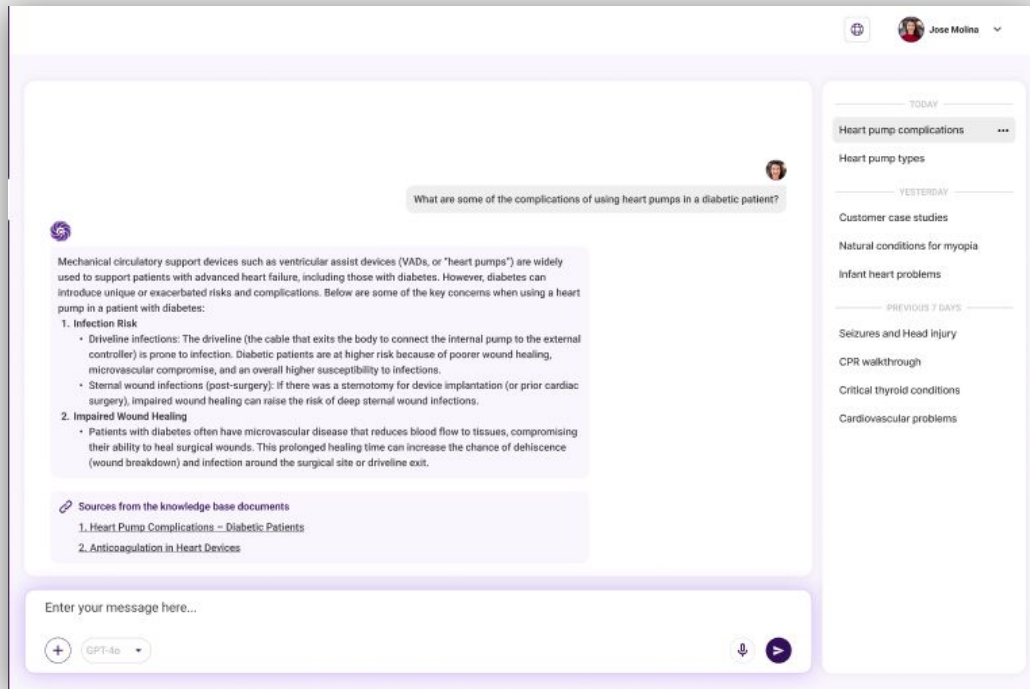 Jose Molina
What are some of the complications of using heart pumps in a diabetic patient?
Mechanical circulatory support devices such as ventricular assist devices (VADs, or "heart pumps") are widely
used to support patients with advanced heart failure, including those with diabetes. However, diabetes can
introduce unique or exacerbated risks and complications. Below are some of the key concerns when using a heart
pump in a patient with diabetes:
1. Infection Risk
• Driveline infections: The driveline (the cable that exits the body to connect the internal pump to the external
controller) is prone to infection. Diabetic patients are at higher risk because of poorer wound healing,
microvascular compromise, and an overall higher susceptibility to infections.
• Sternal wound infections (post-surgery): If there was a sternotomy for device implantation (or prior cardiac
surgery), impaired wound healing can raise the risk of deep sternal wound infections.
2. Impaired Wound Healing
• Patients with diabetes often have microvascular disease that reduces blood flow to tissues, compromising
their ability to heal surgical wounds. This prolonged healing time can increase the chance of dehiscence
(wound breakdown) and infection around the surgical site or driveline exit.
Sources from the knowledge base documents
1. Heart Pump Complications – Diabetic Patients
2. Anticoagulation in Heart Devices
Enter your message here...
GPT-4o
TODAY
Heart pump complications
Heart pump types
YESTERDAY
Customer case studies
Natural conditions for myopia
Infant heart problems
PREVIOUS 7 DAYS
Seizures and Head injury
CPR walkthrough
Critical thyroid conditions
Cardiovascular problems